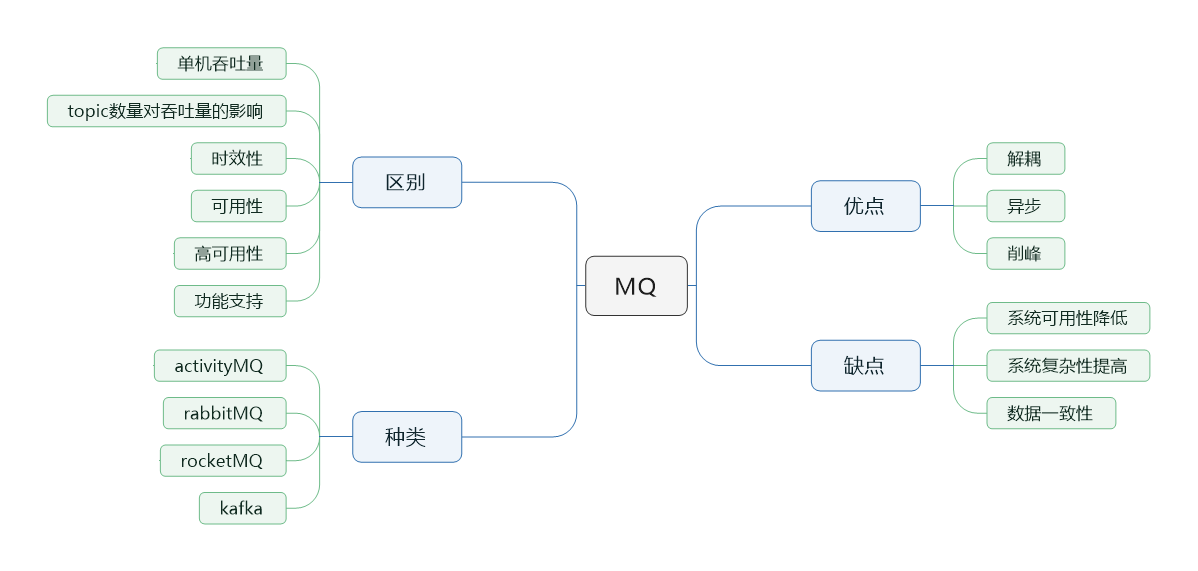 MQ
优点
解耦
异步
削峰
缺点
系统可用性降低
系统复杂性提高
数据一致性
区别
单机吞吐量
topic数量对吞吐量的影响
时效性
可用性
高可用性
功能支持
种类
activityMQ
rabbitMQ
rocketMQ
kafka